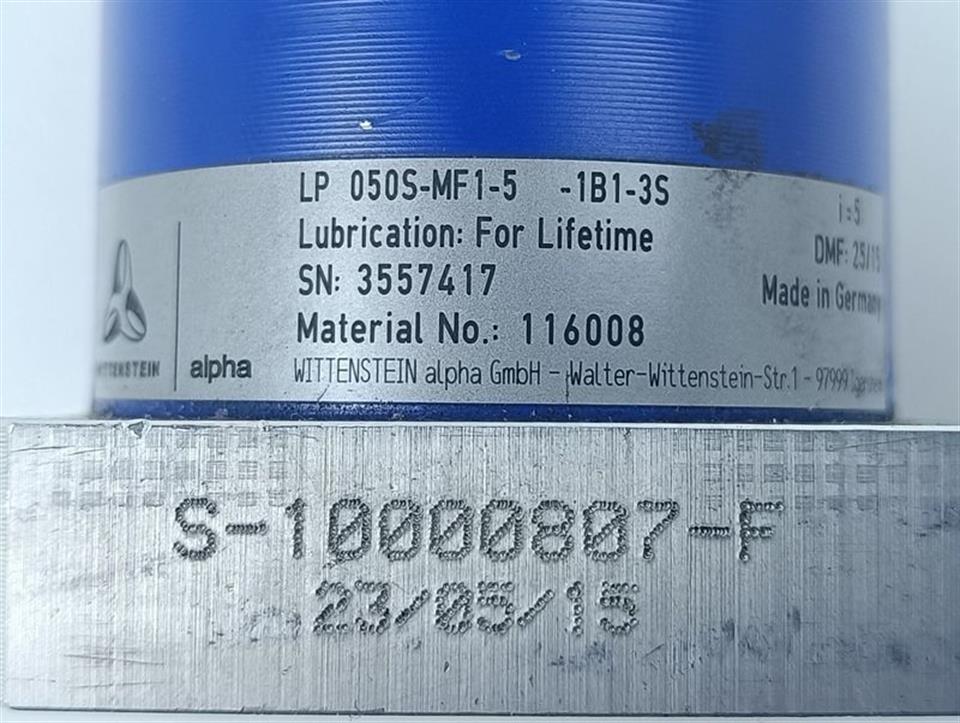 LP 050S-MF1-5 -1B1-3S
i=5
Lubrication: For Lifetime
DMF: 25/15
SN: 3557417
Made in Germany
Material No.: 116008
WITTENSTEIN
alpha
WITTENSTEIN alpha GmbH - Walter-Wittenstein-Str.1 - 97999
S-10000807-F
23/05/15